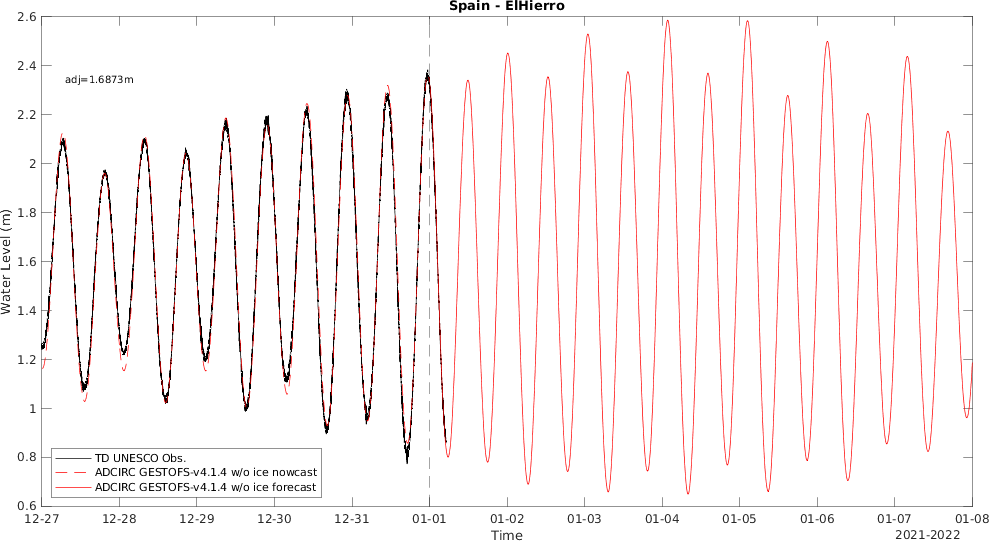 Spain - ElHierro
2.6
2.4
2.2
2
1.8
1.6
1.4
1.2
1
0.8
0.6
Water Level (m)
adj=1.6873m
TD UNESCO Obs.
ADCIRC GESTOFS-v4.1.4 w/o ice nowcast
ADCIRC GESTOFS-v4.1.4 w/o ice forecast
12-27 12-28 12-29 12-30 12-31 01-01 01-02 01-03 01-04 01-05 01-06 01-07 01-08
Time
2021-2022